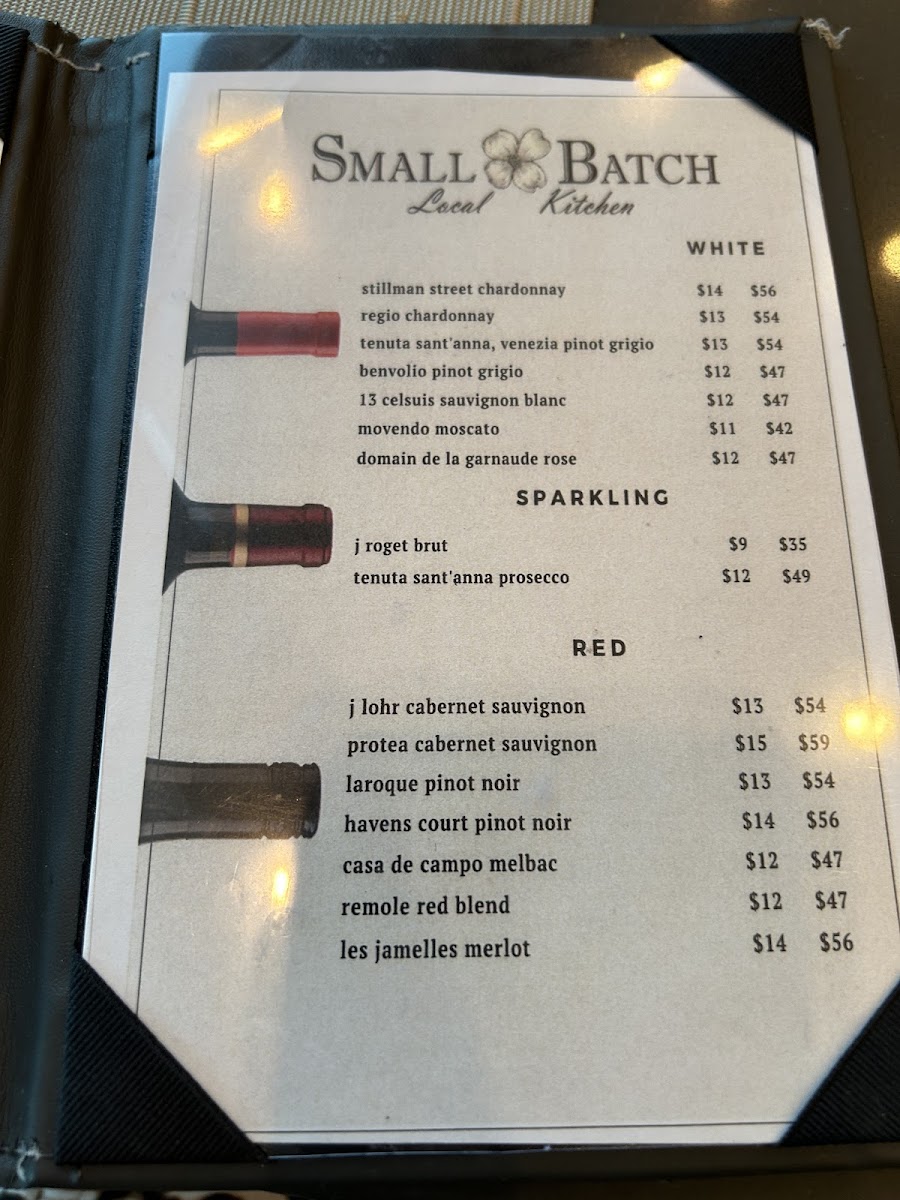 SMALL BATCH
Local Kitchen
WHITE
stillman street chardonnay $14 $56
regio chardonnay $13 $54
tenuta sant'anna, venezia pinot grigio $13 $54
benvolio pinot grigio $12 $47
13 celsuis sauvignon blanc $12 $47
movendo moscato $11 $42
domain de la garnaude rose $12 $47
SPARKLING
j roget brut $9 $35
tenuta sant'anna prosecco $12 $49
RED
j lohr cabernet sauvignon $13 $54
protea cabernet sauvignon $15 $59
laroque pinot noir $13 $54
havens court pinot noir $14 $56
casa de campo melbac $12 $47
remole red blend $12 $47
les jamelles merlot $14 $56